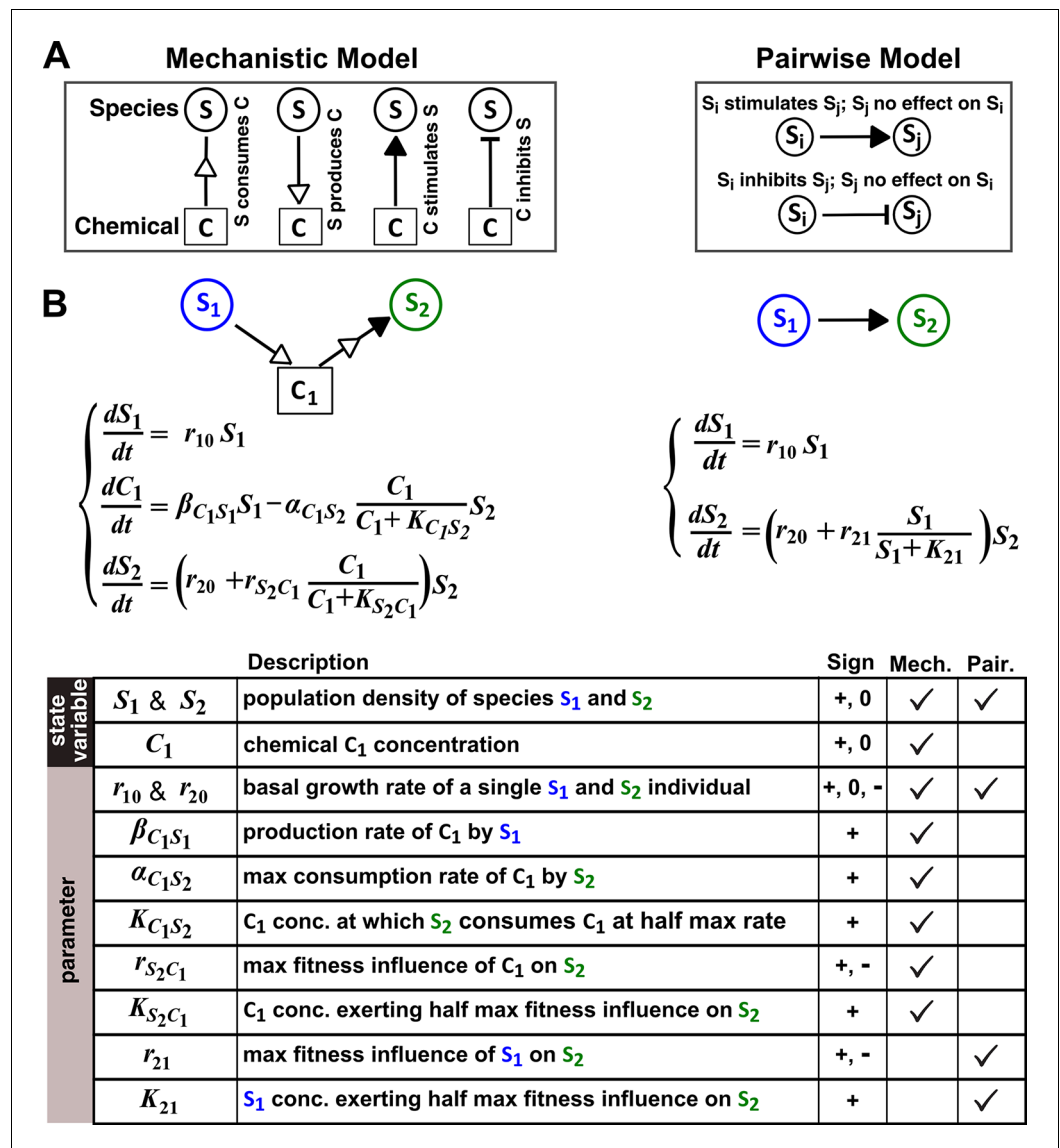 A
Mechanistic Model
Pairwise Model
Species S S S S
S consumes C
S produces C
C stimulates S
C inhibits S
Chemical C C C C
Si stimulates Sj; Sj no effect on Si
Si Sj
Si inhibits Sj; Sj no effect on Si
Si Sj
B
S1 S2
C1
S1 S2
dS1/dt = r10 S1
dC1/dt = βC1S1 S1 − αC1S2 C1/(C1 + KC1S2) S2
dS2/dt = (r20 + rS2C1 C1/(C1+KS2C1)) S2
dS1/dt = r10 S1
dS2/dt = (r20 + r21 S1/(S1+K21)) S2
Description Sign Mech. Pair.
state variable
S1 & S2 population density of species S1 and S2 +, 0 ✓ ✓
C1 chemical C1 concentration +, 0 ✓
parameter
r10 & r20 basal growth rate of a single S1 and S2 individual +, 0, - ✓ ✓
βC1S1 production rate of C1 by S1 + ✓
αC1S2 max consumption rate of C1 by S2 + ✓
KC1S2 C1 conc. at which S2 consumes C1 at half max rate + ✓
rS2C1 max fitness influence of C1 on S2 +, - ✓
KS2C1 C1 conc. exerting half max fitness influence on S2 + ✓
r21 max fitness influence of S1 on S2 +, - ✓
K21 S1 conc. exerting half max fitness influence on S2 + ✓